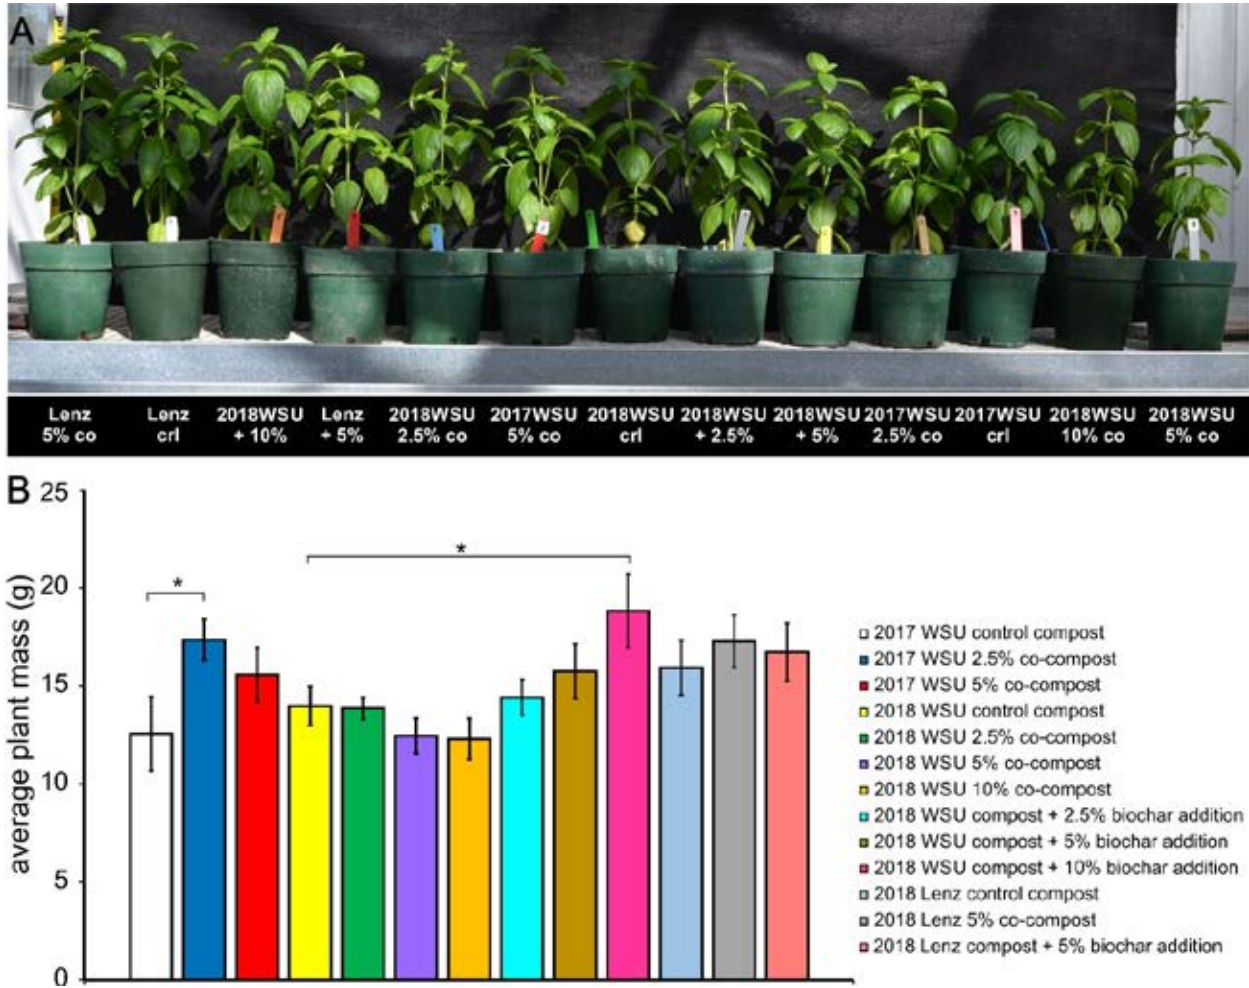 A
Lenz 5% co
Lenz crl
2018WSU + 10%
Lenz + 5%
2018WSU 2.5% co
2017WSU 5% co
2018WSU crl
2018WSU + 2.5%
2018WSU + 5%
2017WSU 2.5% co
2017WSU crl
2018WSU 10% co
2018WSU 5% co
B
average plant mass (g)
25
20
15
10
5
0
*
*
2017 WSU control compost
2017 WSU 2.5% co-compost
2017 WSU 5% co-compost
2018 WSU control compost
2018 WSU 2.5% co-compost
2018 WSU 5% co-compost
2018 WSU 10% co-compost
2018 WSU compost + 2.5% biochar addition
2018 WSU compost + 5% biochar addition
2018 WSU compost + 10% biochar addition
2018 Lenz control compost
2018 Lenz 5% co-compost
2018 Lenz compost + 5% biochar addition